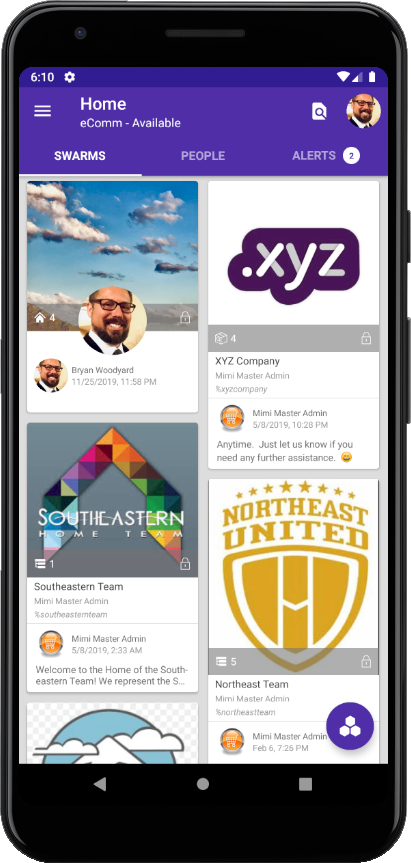 6:10
Home
eComm - Available
SWARMS
PEOPLE
ALERTS 2
4
Bryan Woodyard
11/25/2019, 11:58 PM
.xyz
4
XYZ Company
Mimi Master Admin
%xyzcompany
Mimi Master Admin
5/8/2019, 10:28 PM
Anytime. Just let us know if you
need any further assistance. 😀
SOUTHEASTERN
HOME TEAM
1
Southeastern Team
Mimi Master Admin
%southeasternteam
Mimi Master Admin
5/8/2019, 2:33 AM
Welcome to the Home of the South-
eastern Team! We represent the S...
NORTHEAST
UNITED
5
Northeast Team
Mimi Master Admin
%northeastteam
Mimi Master Admin
Feb 6, 7:26 PM